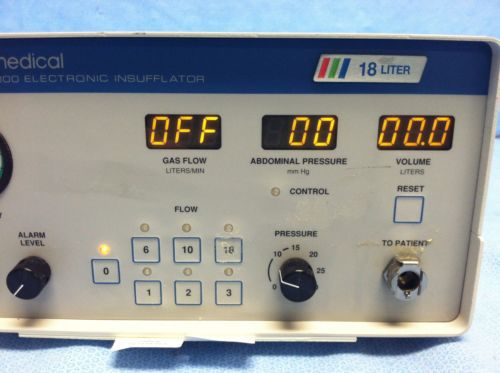 medical
00 ELECTRONIC INSUFFLATOR
18 LITER
OFF
00
00.0
GAS FLOW
LITERS/MIN
ABDOMINAL PRESSURE
mm Hg
VOLUME
LITERS
CONTROL
RESET
FLOW
ALARM
LEVEL
PRESSURE
TO PATIENT
6
10
18
0
1
2
3
0
10
15
20
25